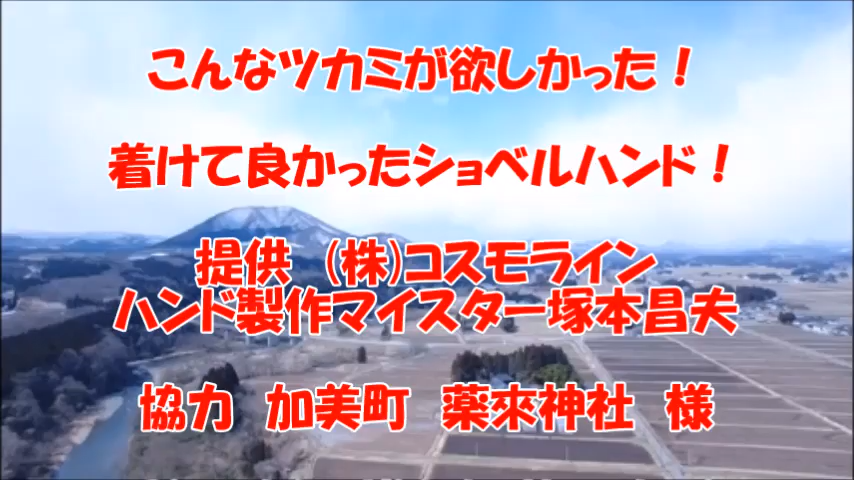 こんなツカミが欲しかった！
着けて良かったショベルハンド！
提供　(株)コスモライン
ハンド製作マイスター塚本昌夫
協力　加美町　薬來神社　様